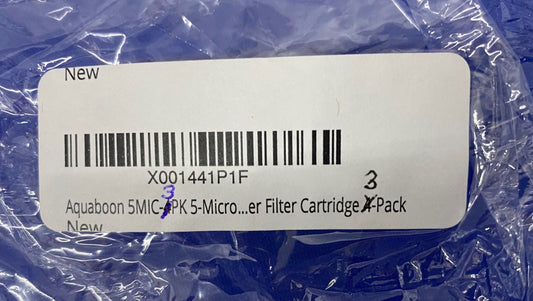 New
X001441P1F
3 3
Aquaboon 5MIC-4PK 5-Micro...er Filter Cartridge 4-Pack
New